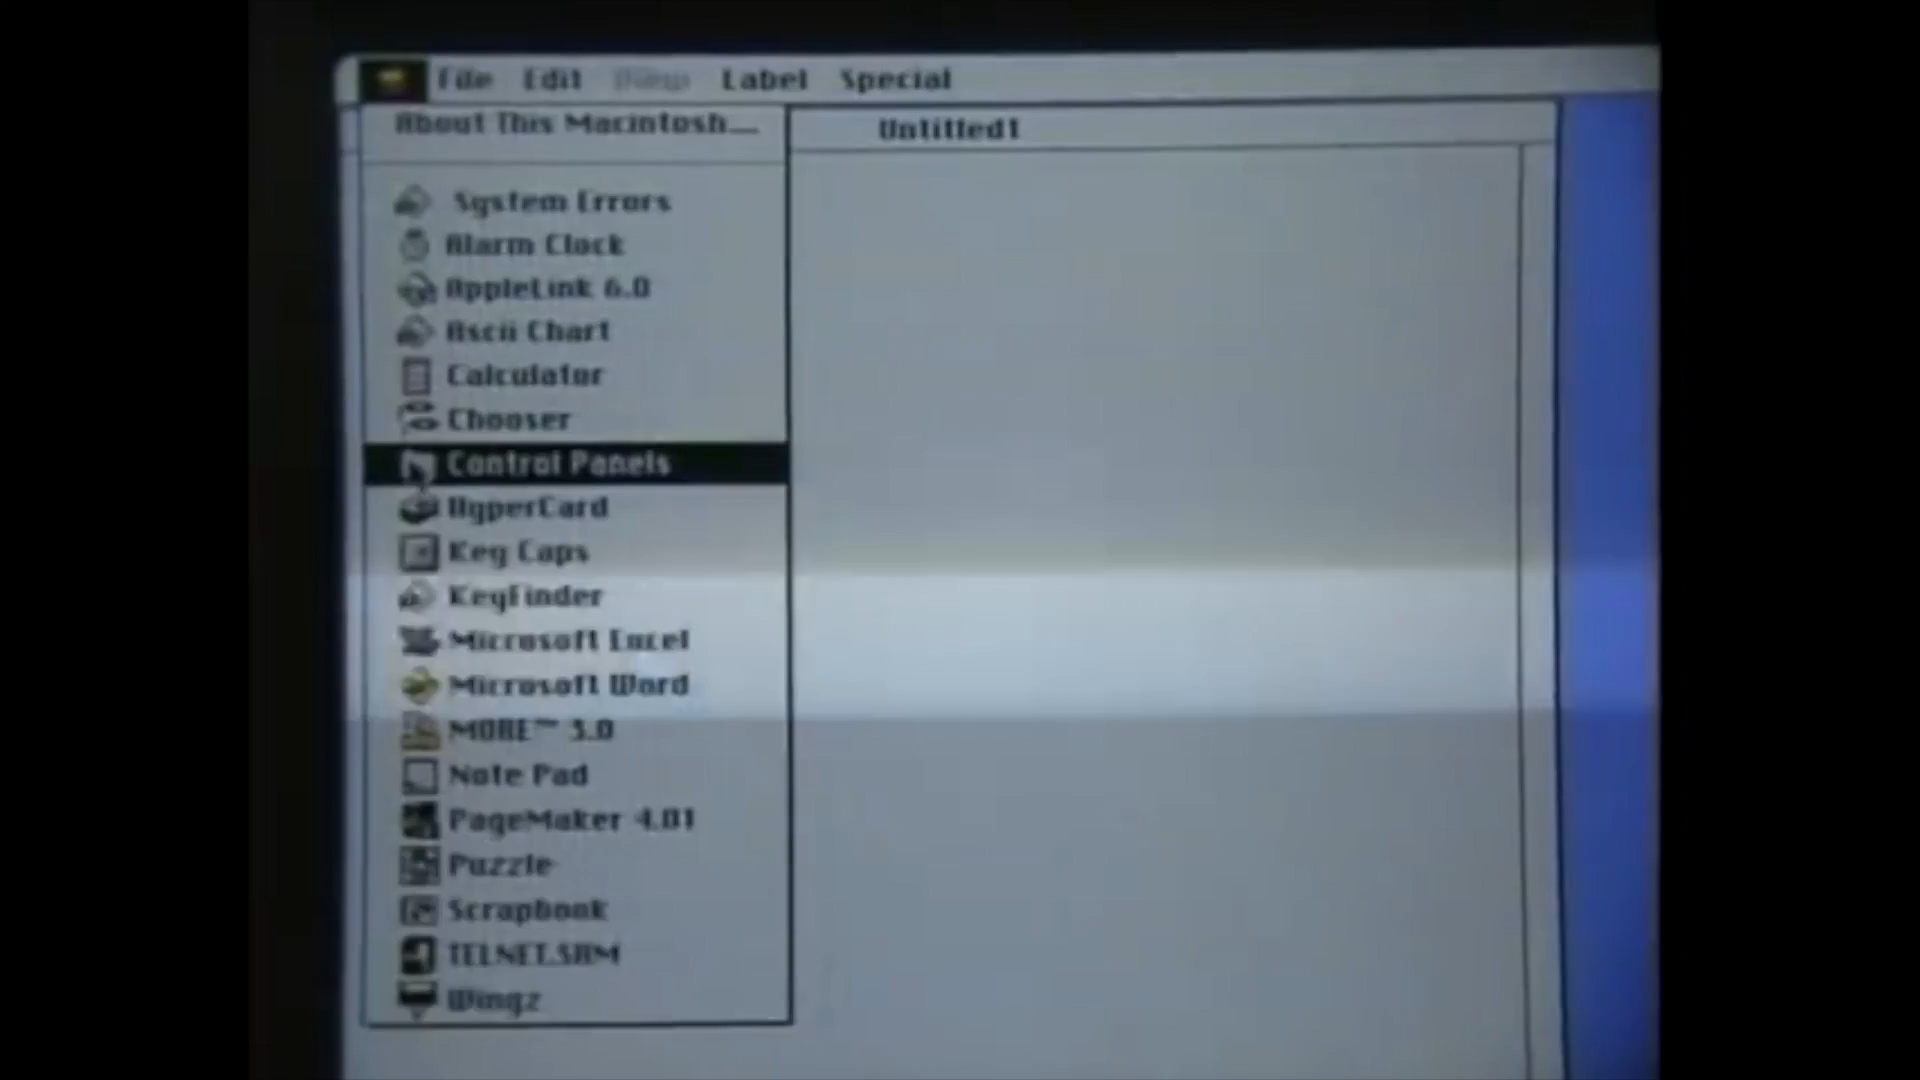 File Edit View Label Special
About This Macintosh...
Untitled1
System Errors
Alarm Clock
AppleLink 6.0
Ascii Chart
Calculator
Chooser
Control Panels
HyperCard
Key Caps
KeyFinder
Microsoft Excel
Microsoft Word
MORE™ 3.0
Note Pad
PageMaker 4.01
Puzzle
Scrapbook
Wingz